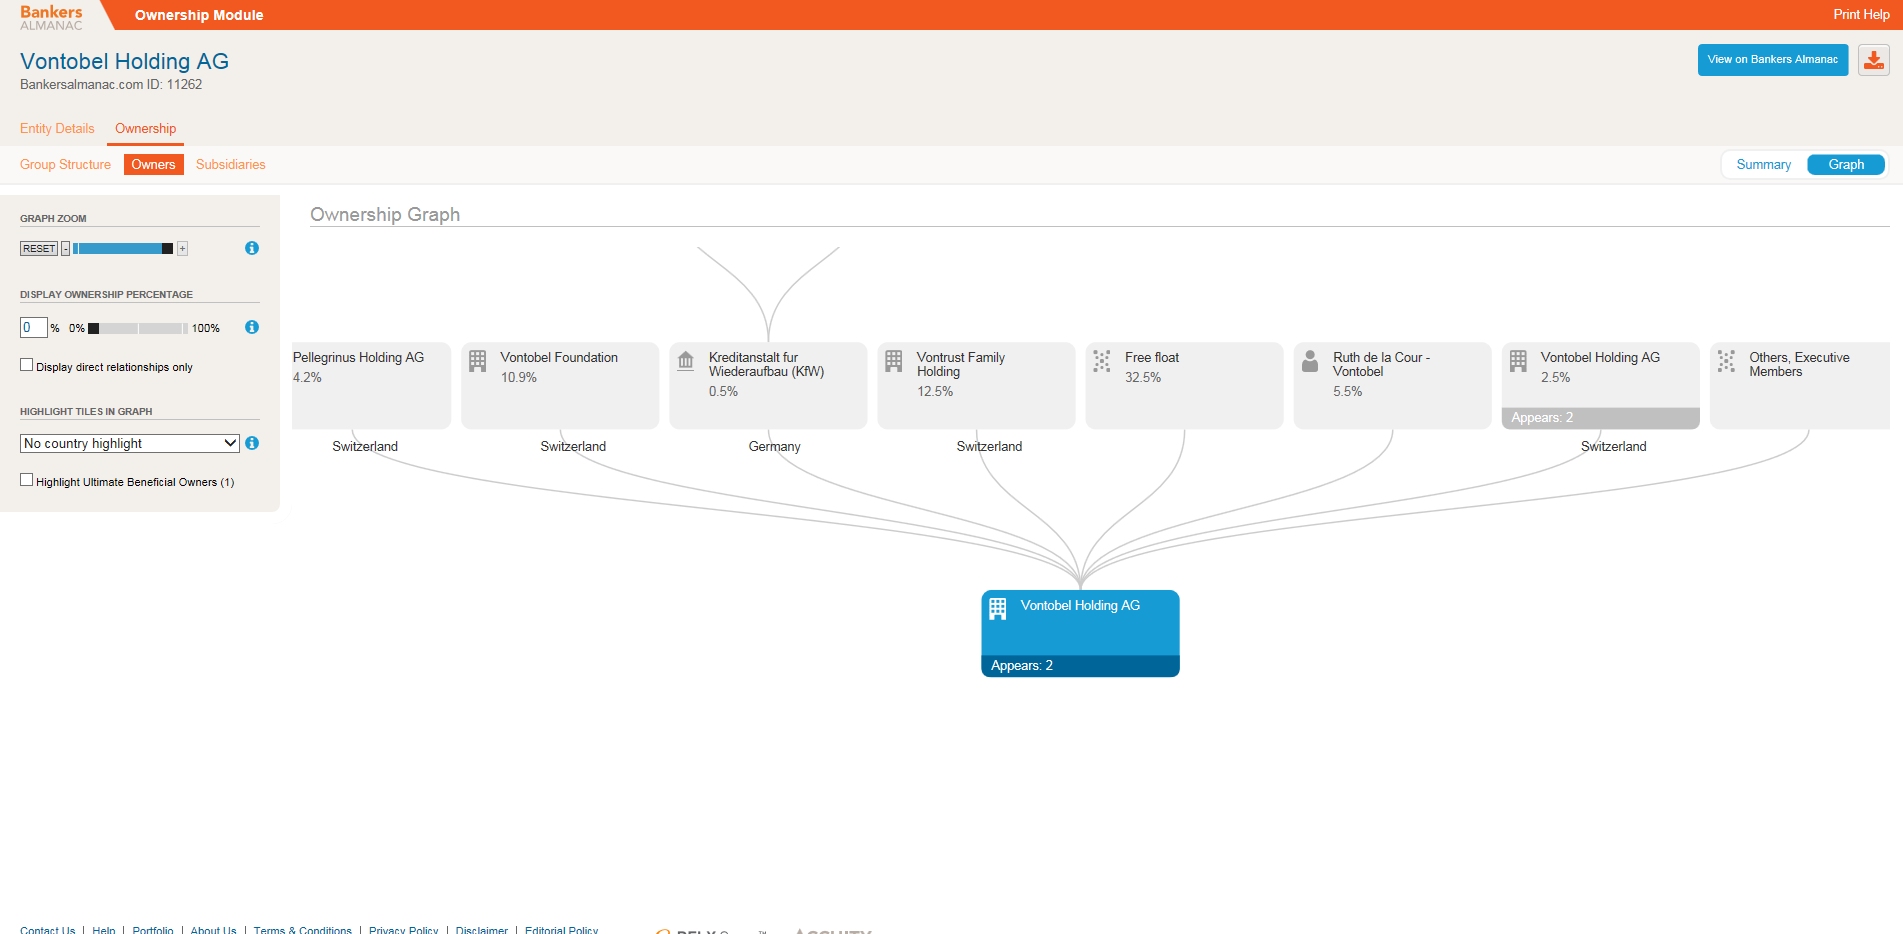 Bankers
ALMANAC
Ownership Module
Print Help
Vontobel Holding AG
Bankersalmanac.com ID: 11262
View on Bankers Almanac
Entity Details
Ownership
Group Structure
Owners
Subsidiaries
Summary
Graph
GRAPH ZOOM
RESET
-
+
DISPLAY OWNERSHIP PERCENTAGE
0 % 0% 100%
Display direct relationships only
HIGHLIGHT TILES IN GRAPH
No country highlight
Highlight Ultimate Beneficial Owners (1)
Ownership Graph
Pellegrinus Holding AG
4.2%
Switzerland
Vontobel Foundation
10.9%
Switzerland
Kreditanstalt fur
Wiederaufbau (KfW)
0.5%
Germany
Vontrust Family
Holding
12.5%
Switzerland
Free float
32.5%
Ruth de la Cour -
Vontobel
5.5%
Vontobel Holding AG
2.5%
Appears: 2
Switzerland
Others, Executive
Members
Vontobel Holding AG
Appears: 2
Contact Us | Help | Portfolio | About Us | Terms & Conditions | Privacy Policy | Disclaimer | Editorial Policy